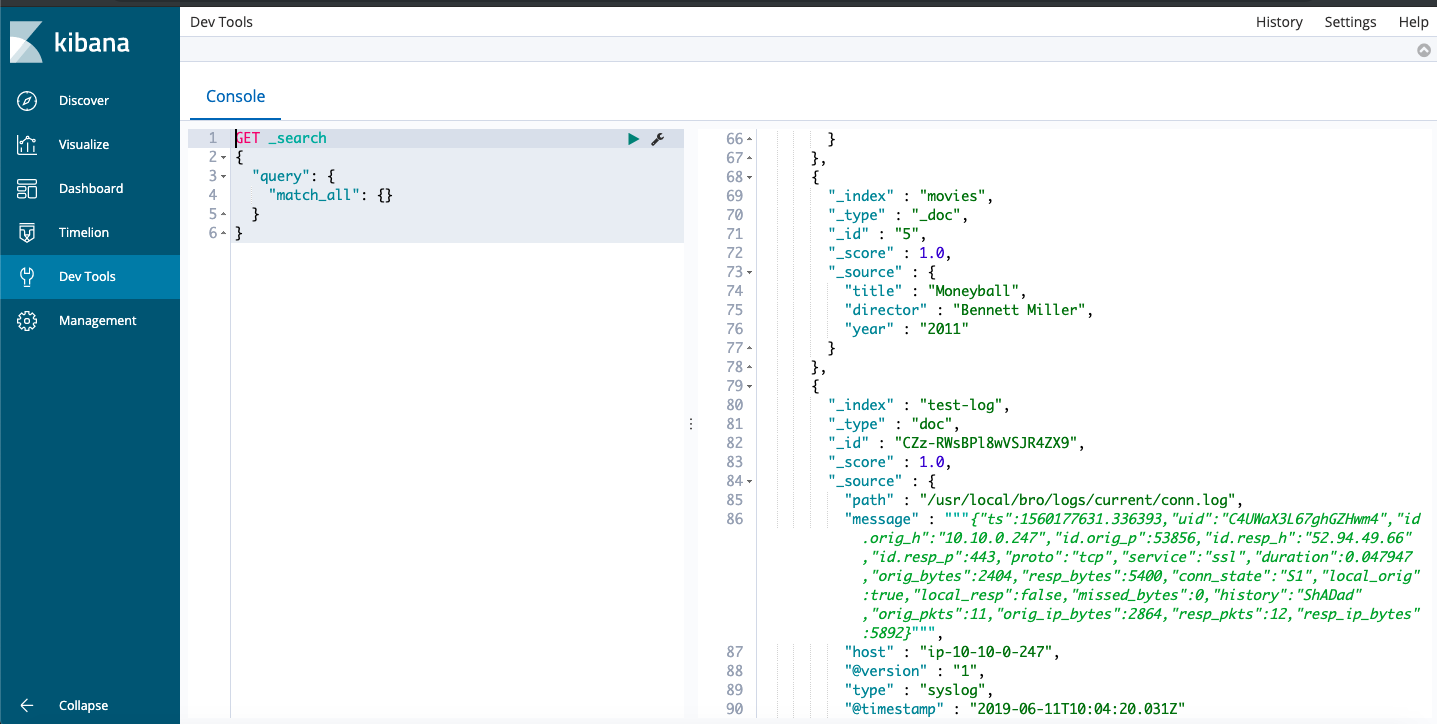 kibana
Discover
Visualize
Dashboard
Timelion
Dev Tools
Management
Collapse
Dev Tools
History Settings Help
Console
1 GET _search
2 {
3 "query": {
4 "match_all": {}
5 }
6 }
66 }
67 },
68 {
69 "_index" : "movies",
70 "_type" : "_doc",
71 "_id" : "5",
72 "_score" : 1.0,
73 "_source" : {
74 "title" : "Moneyball",
75 "director" : "Bennett Miller",
76 "year" : "2011"
77 }
78 },
79 {
80 "_index" : "test-log",
81 "_type" : "doc",
82 "_id" : "CZz-RWsBPl8wVSJR4ZX9",
83 "_score" : 1.0,
84 "_source" : {
85 "path" : "/usr/local/bro/logs/current/conn.log",
86 "message" : """{"ts":1560177631.336393,"uid":"C4UWaX3L67ghGZHwm4","id
.orig_h":"10.10.0.247","id.orig_p":53856,"id.resp_h":"52.94.49.66"
,"id.resp_p":443,"proto":"tcp","service":"ssl","duration":0.047947
,"orig_bytes":2404,"resp_bytes":5400,"conn_state":"S1","local_orig"
:true,"local_resp":false,"missed_bytes":0,"history":"ShADad"
,"orig_pkts":11,"orig_ip_bytes":2864,"resp_pkts":12,"resp_ip_bytes"
:5892}""",
87 "host" : "ip-10-10-0-247",
88 "@version" : "1",
89 "type" : "syslog",
90 "@timestamp" : "2019-06-11T10:04:20.031Z"